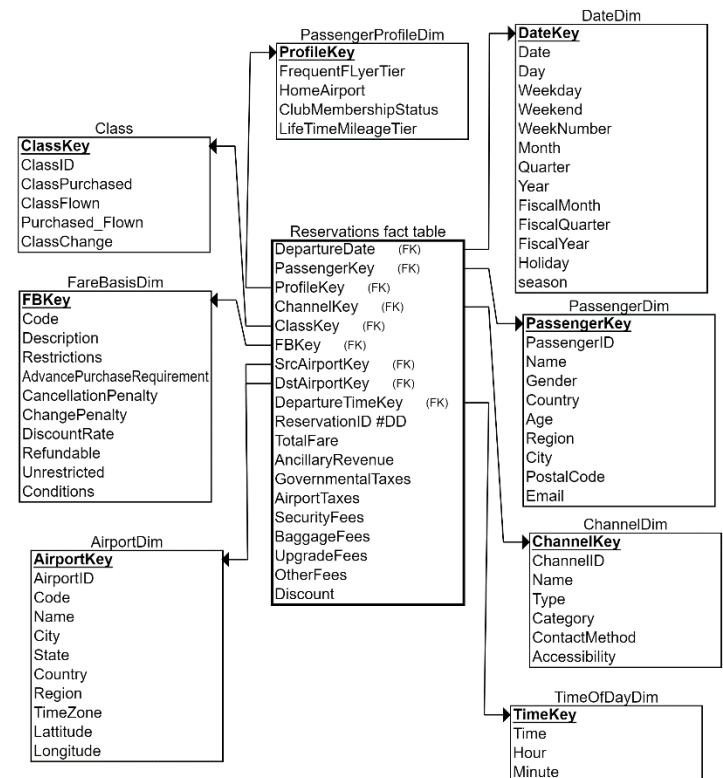 PassengerProfileDim
ProfileKey
FrequentFLyerTier
HomeAirport
ClubMembershipStatus
LifeTimeMileageTier
DateDim
DateKey
Date
Day
Weekday
Weekend
WeekNumber
Month
Quarter
Year
FiscalMonth
FiscalQuarter
FiscalYear
Holiday
season
Class
ClassKey
ClassID
ClassPurchased
ClassFlown
Purchased_Flown
ClassChange
Reservations fact table
DepartureDate (FK)
PassengerKey (FK)
ProfileKey (FK)
ChannelKey (FK)
ClassKey (FK)
FBKey (FK)
SrcAirportKey (FK)
DstAirportKey (FK)
DepartureTimeKey (FK)
ReservationID #DD
TotalFare
AncillaryRevenue
GovernmentalTaxes
AirportTaxes
SecurityFees
BaggageFees
UpgradeFees
OtherFees
Discount
FareBasisDim
FBKey
Code
Description
Restrictions
AdvancePurchaseRequirement
CancellationPenalty
ChangePenalty
DiscountRate
Refundable
Unrestricted
Conditions
PassengerDim
PassengerKey
PassengerID
Name
Gender
Country
Age
Region
City
PostalCode
Email
AirportDim
AirportKey
AirportID
Code
Name
City
State
Country
Region
TimeZone
Lattitude
Longitude
ChannelDim
ChannelKey
ChannelID
Name
Type
Category
ContactMethod
Accessibility
TimeOfDayDim
TimeKey
Time
Hour
Minute